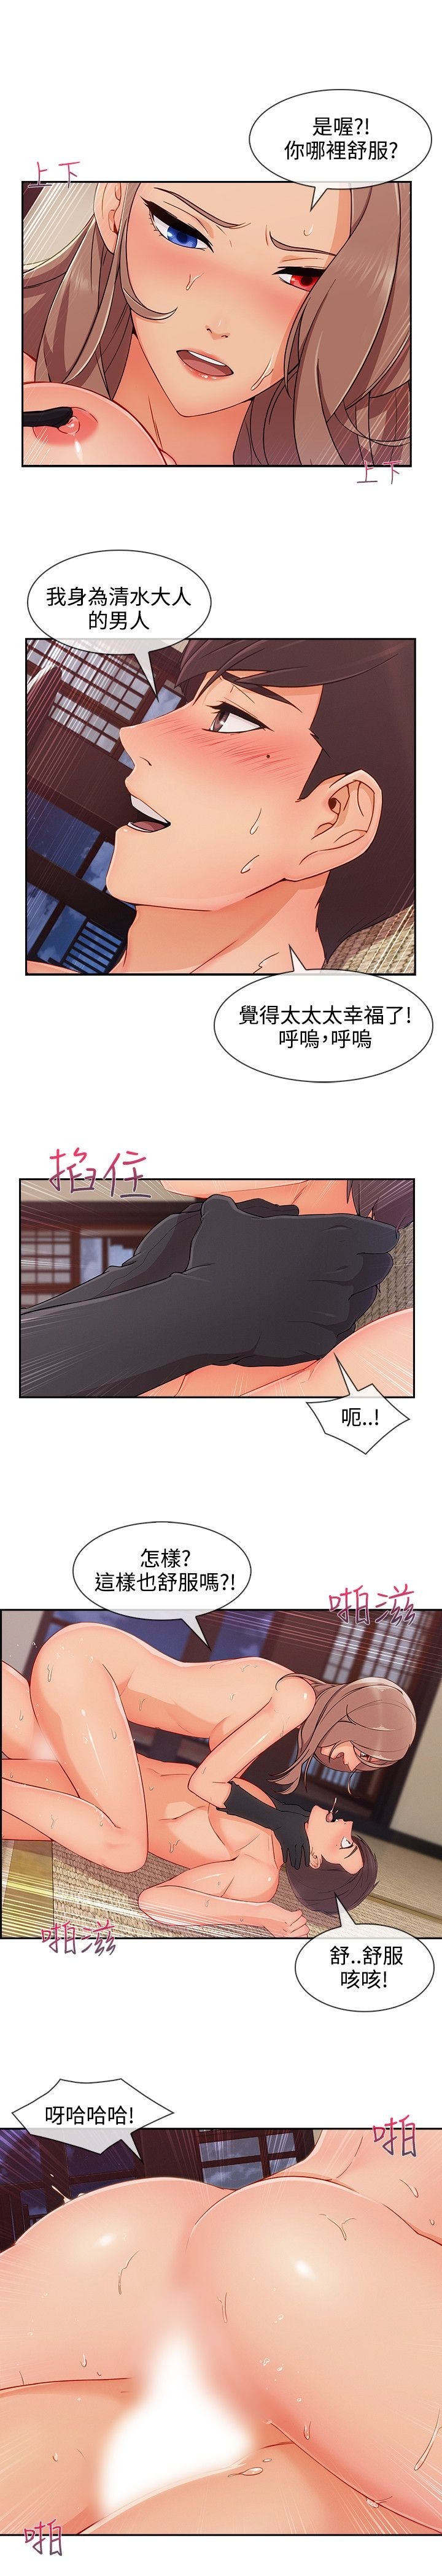 是喔?!
你哪裡舒服?
上下
上下
我身為清水大人
的男人
覺得太太太幸福了!
呼嗚,呼嗚
掐住
呃..!
怎樣?
這樣也舒服嗎?!
啪滋
啪滋
舒..舒服
咳咳!
呀哈哈哈!
啪
啪